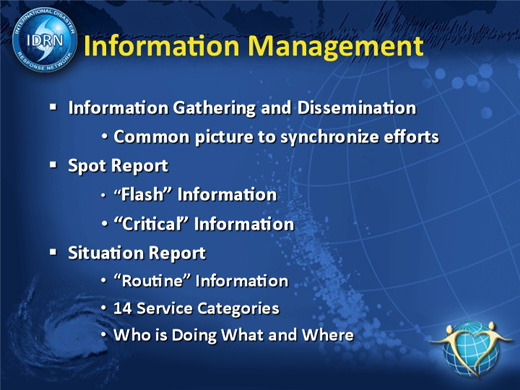 INTERNATIONAL DISASTER
IDRN
RESPONSE NETWORK
Information Management
▪ Information Gathering and Dissemination
• Common picture to synchronize efforts
▪ Spot Report
• “Flash” Information
• “Critical” Information
▪ Situation Report
• “Routine” Information
• 14 Service Categories
• Who is Doing What and Where